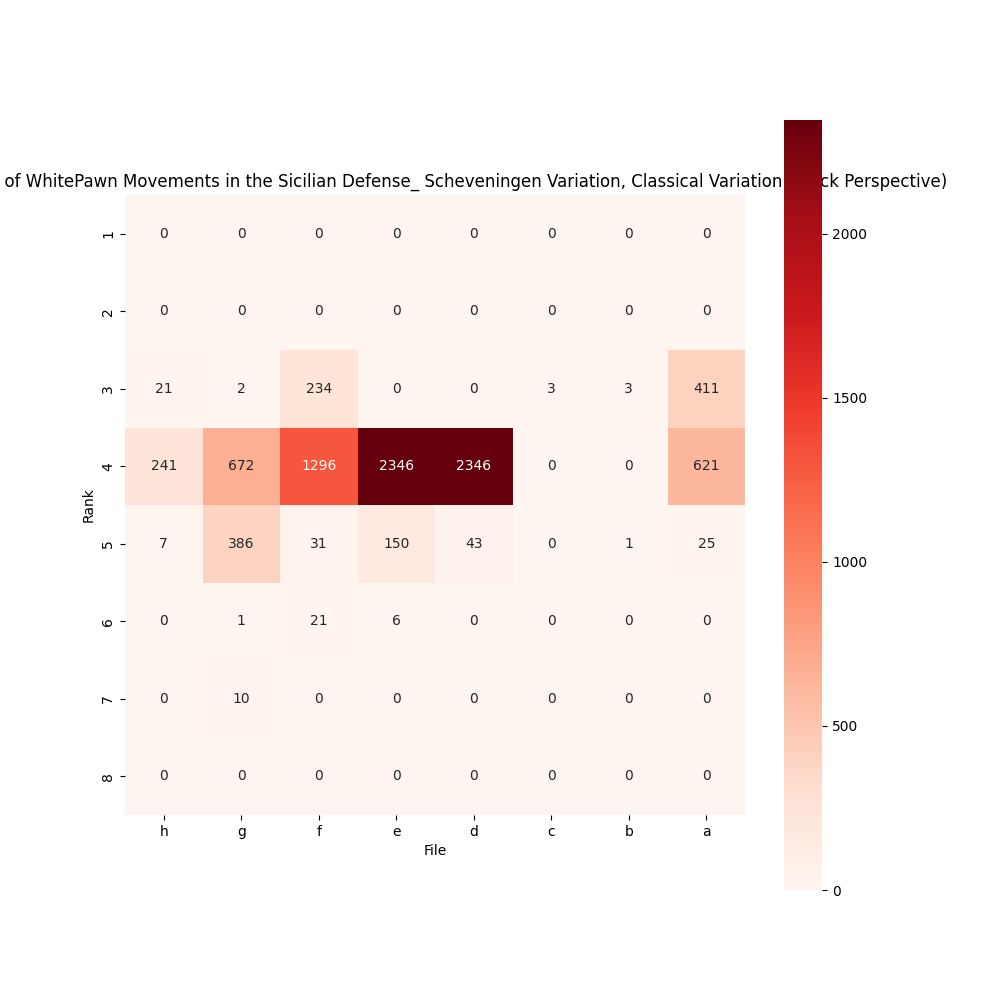 of WhitePawn Movements in the Sicilian Defense_ Scheveningen Variation, Classical Variation ck Perspective)
1 0 0 0 0 0 0 0 0
2 0 0 0 0 0 0 0 0
3 21 2 234 0 0 3 3 411
4 241 672 1296 2346 2346 0 0 621
5 7 386 31 150 43 0 1 25
6 0 1 21 6 0 0 0 0
7 0 10 0 0 0 0 0 0
8 0 0 0 0 0 0 0 0
h g f e d c b a
File
Rank
2000
1500
1000
500
0